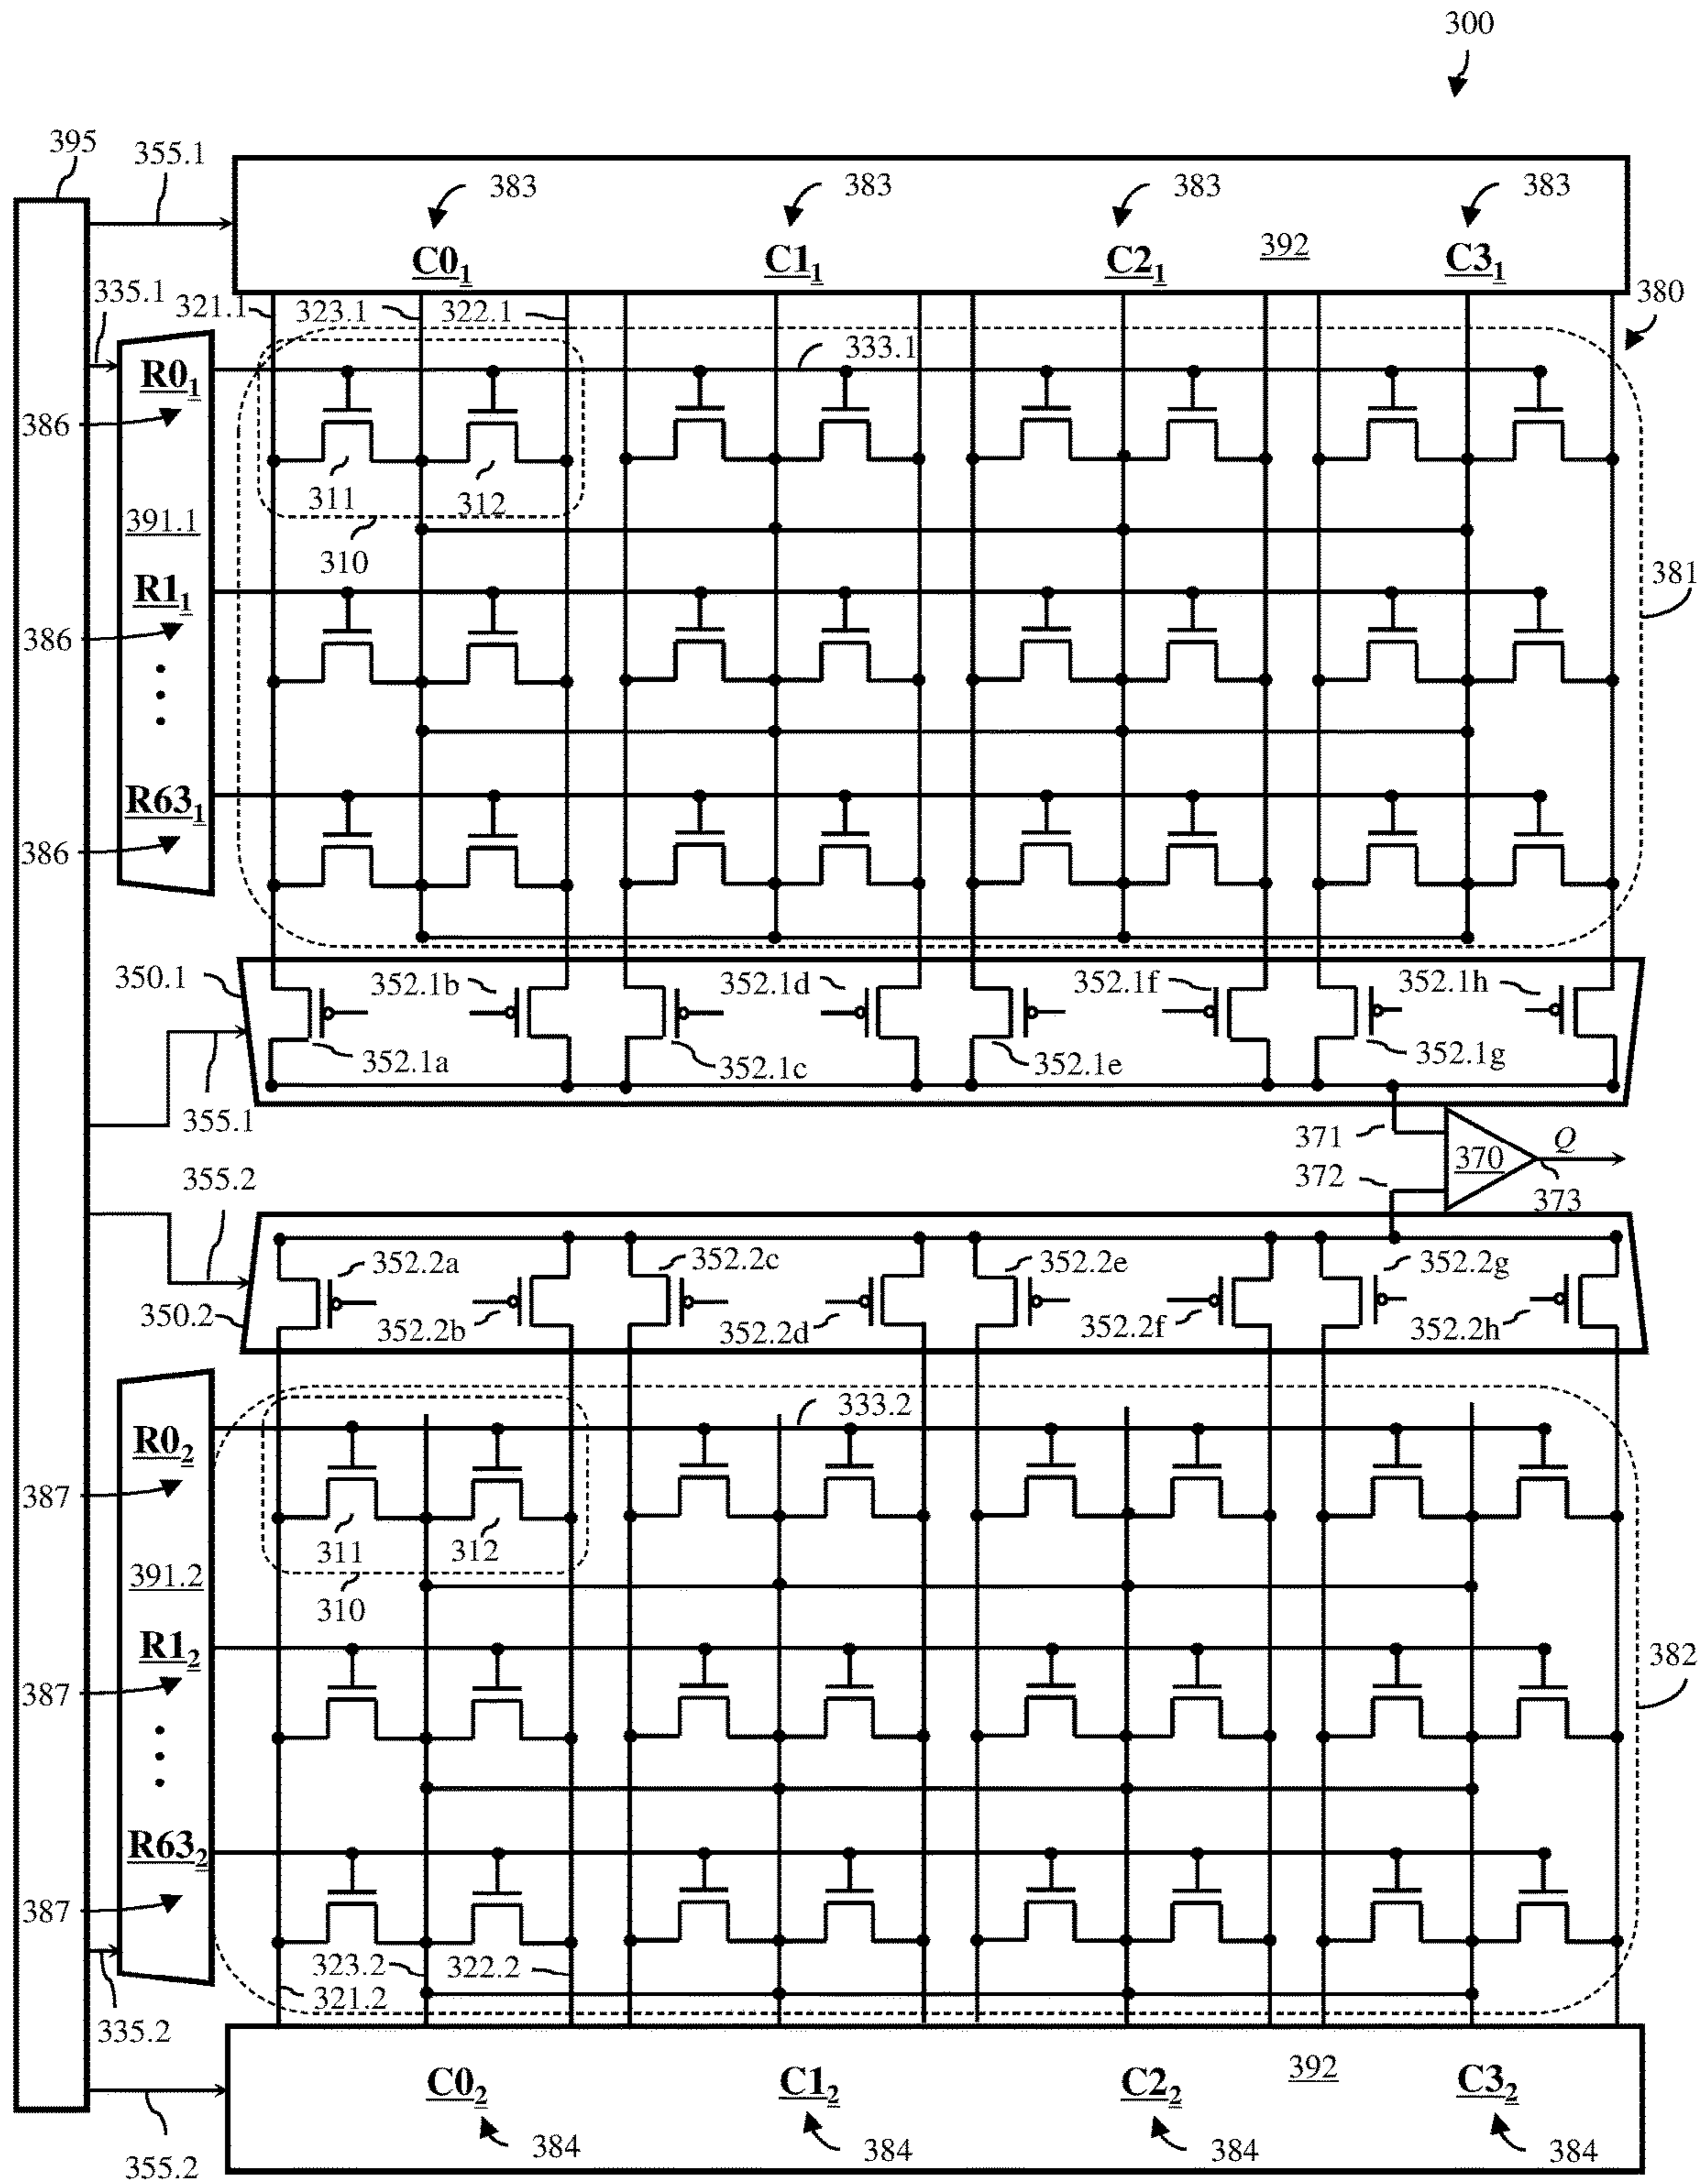 300
395
355.1
383 383 383 383
C0₁ C1₁ C2₁ 392 C3₁
335.1 321.1 323.1 322.1 380
333.1
R0₁
386
311 312
391.1
310
381
R1₁
386
R63₁
386
350.1 352.1b 352.1d 352.1f 352.1h
352.1a 352.1c 352.1e 352.1g
355.1
371 370 Q
355.2 372 373
352.2a 352.2c 352.2e 352.2g
350.2 352.2b 352.2d 352.2f 352.2h
333.2
R0₂
387
311 312
391.2
310
R1₂
382
387
R63₂
387
323.2 322.2
321.2
335.2
C0₂ C1₂ C2₂ 392 C3₂
384 384 384 384
355.2